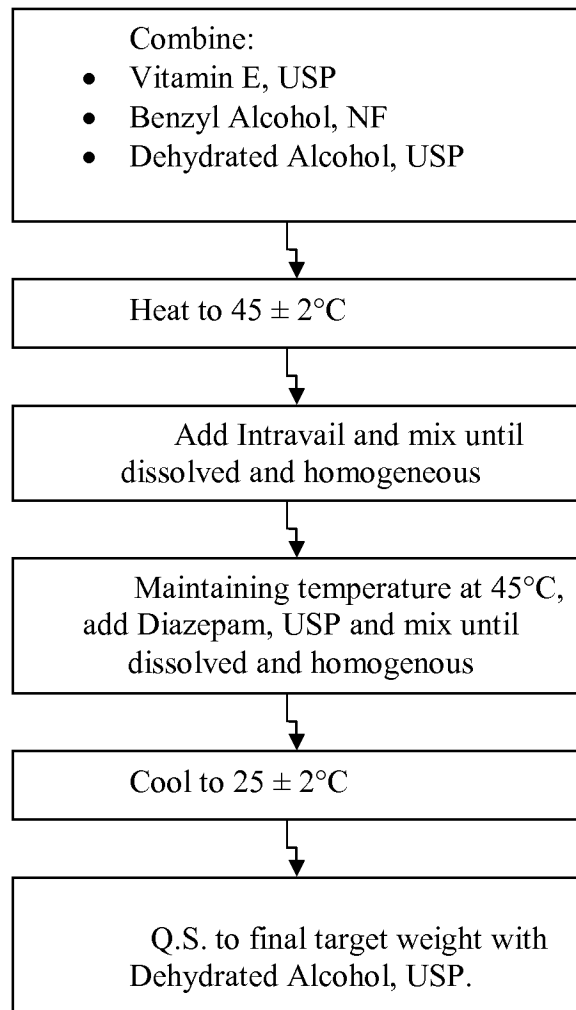 Combine:
• Vitamin E, USP
• Benzyl Alcohol, NF
• Dehydrated Alcohol, USP
Heat to 45 ± 2°C
Add Intravail and mix until
dissolved and homogeneous
Maintaining temperature at 45°C,
add Diazepam, USP and mix until
dissolved and homogenous
Cool to 25 ± 2°C
Q.S. to final target weight with
Dehydrated Alcohol, USP.